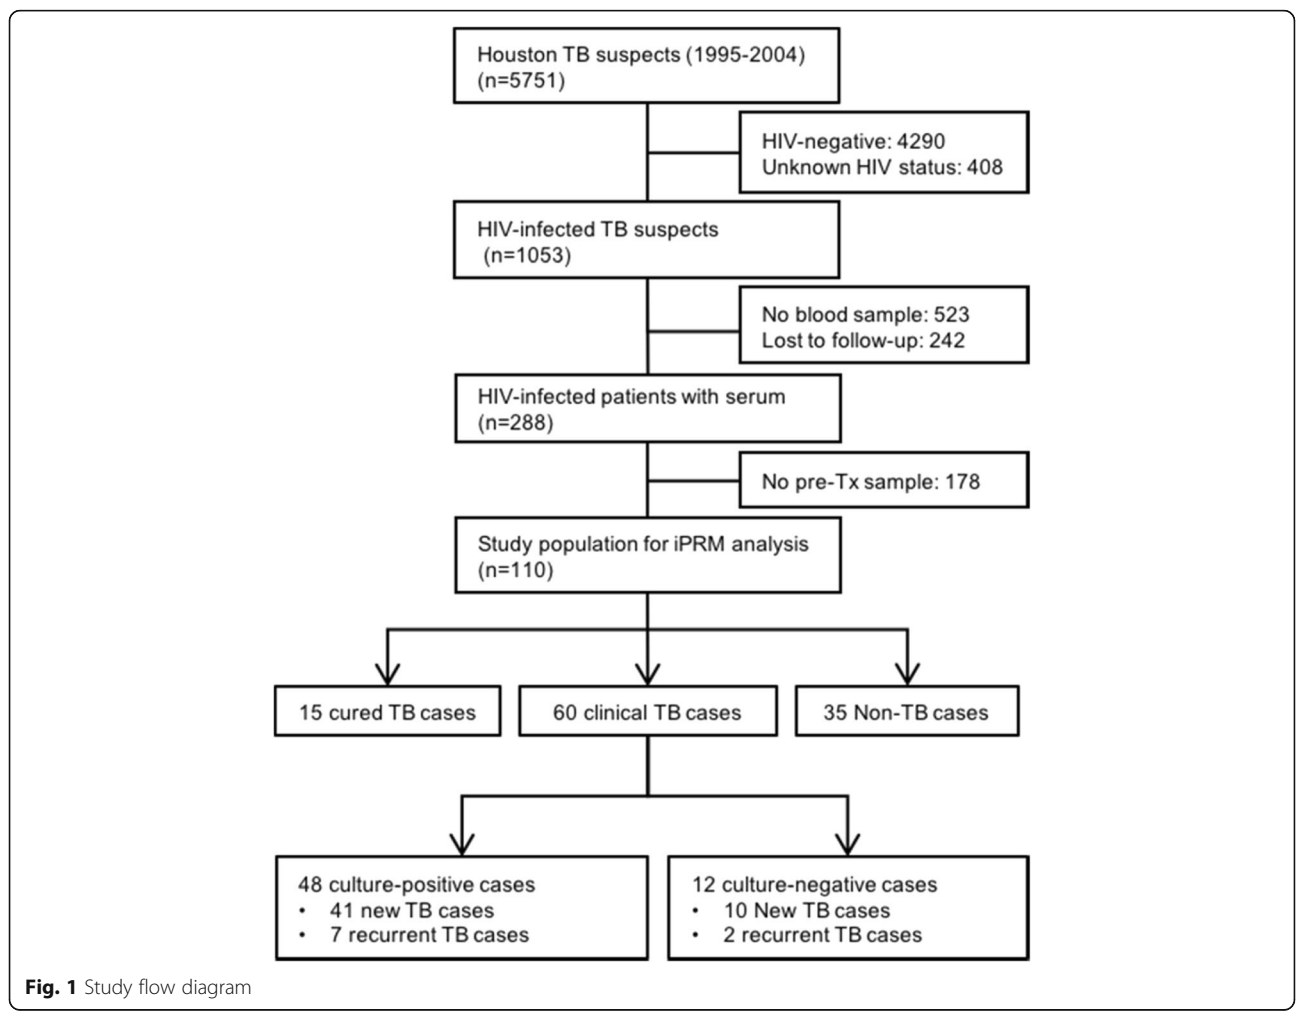 Houston TB suspects (1995-2004)
(n=5751)
HIV-negative: 4290
Unknown HIV status: 408
HIV-infected TB suspects
(n=1053)
No blood sample: 523
Lost to follow-up: 242
HIV-infected patients with serum
(n=288)
No pre-Tx sample: 178
Study population for iPRM analysis
(n=110)
15 cured TB cases
60 clinical TB cases
35 Non-TB cases
48 culture-positive cases
• 41 new TB cases
• 7 recurrent TB cases
12 culture-negative cases
• 10 New TB cases
• 2 recurrent TB cases
Fig. 1 Study flow diagram